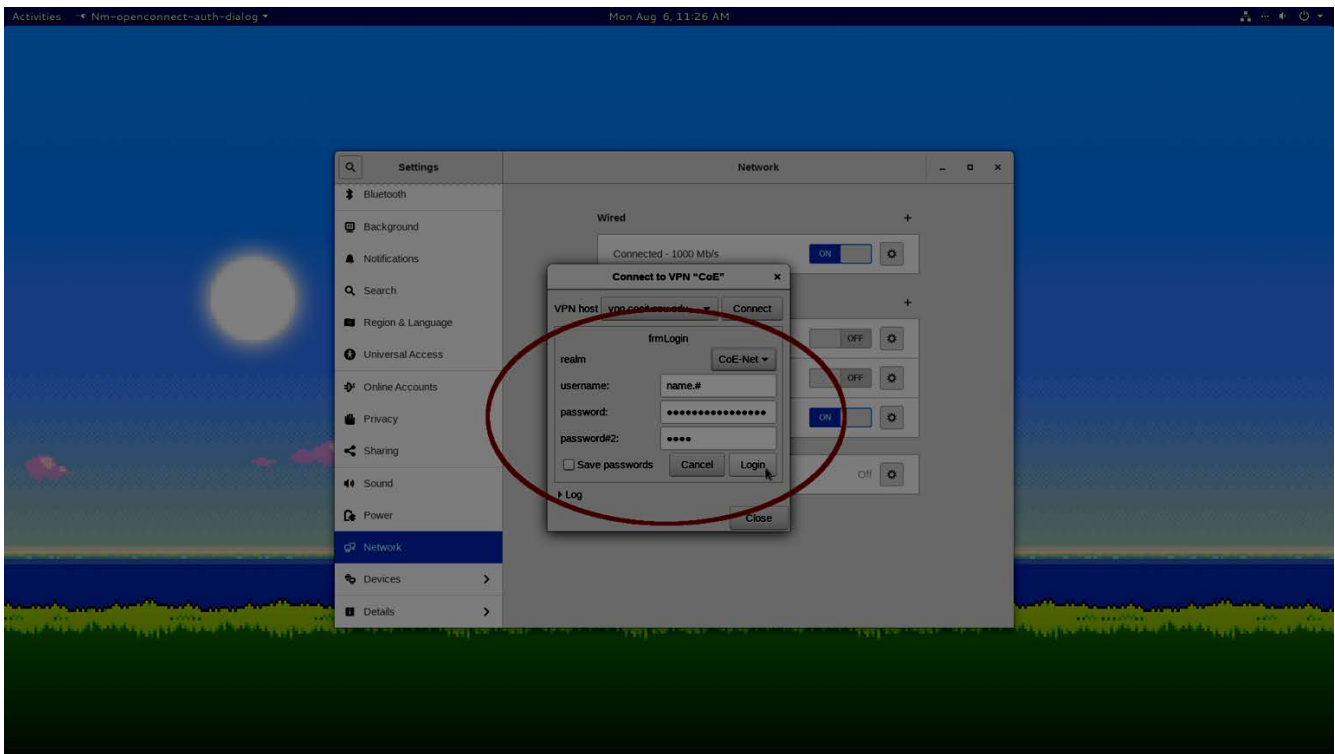 Activities Nm-openconnect-auth-dialog Mon Aug 6, 11:26 AM
Settings
Network
Bluetooth
Background
Notifications
Search
Region & Language
Universal Access
Online Accounts
Privacy
Sharing
Sound
Power
Network
Devices
Details
Wired
+
Connected - 1000 Mb/s ON
+
OFF
OFF
ON
Off
Connect to VPN "CoE"
VPN host Connect
frmLogin
realm CoE-Net
username: name.#
password: ••••••••••••••••
password#2: ••••
Save passwords Cancel Login
Log
Close